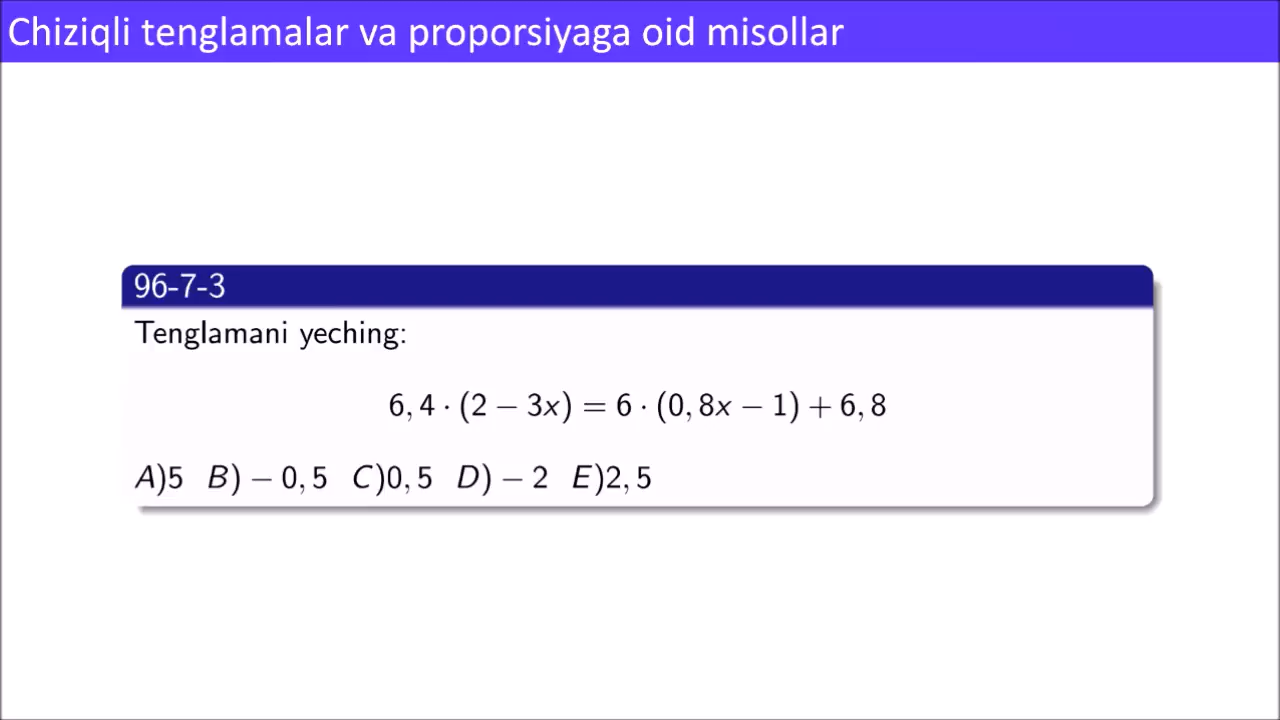 Chiziqli tenglamalar va proporsiyaga oid misollar
96-7-3
Tenglamani yeching:
6, 4 · (2 − 3x) = 6 · (0, 8x − 1) + 6, 8
A)5 B) − 0, 5 C)0, 5 D) − 2 E)2, 5